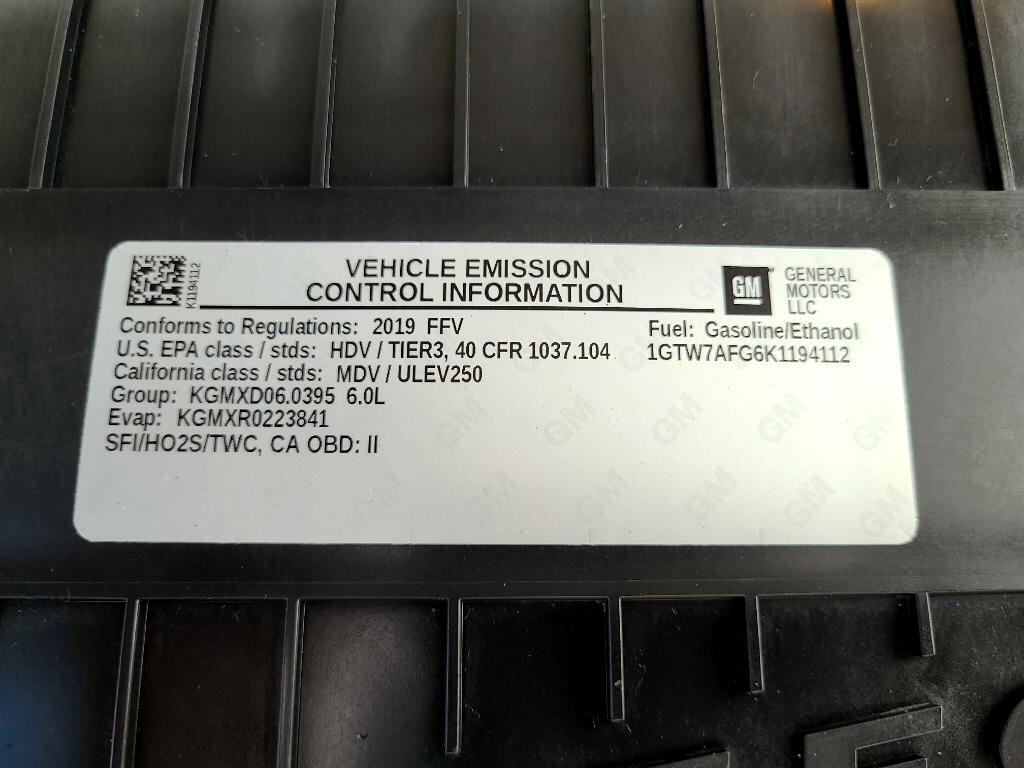 K1194112
VEHICLE EMISSION
CONTROL INFORMATION
GM
GENERAL
MOTORS
LLC
Conforms to Regulations: 2019 FFV
Fuel: Gasoline/Ethanol
U.S. EPA class / stds: HDV / TIER3, 40 CFR 1037.104
1GTW7AFG6K1194112
California class / stds: MDV / ULEV250
Group: KGMXD06.0395 6.0L
Evap: KGMXR0223841
SFI/HO2S/TWC, CA OBD: II